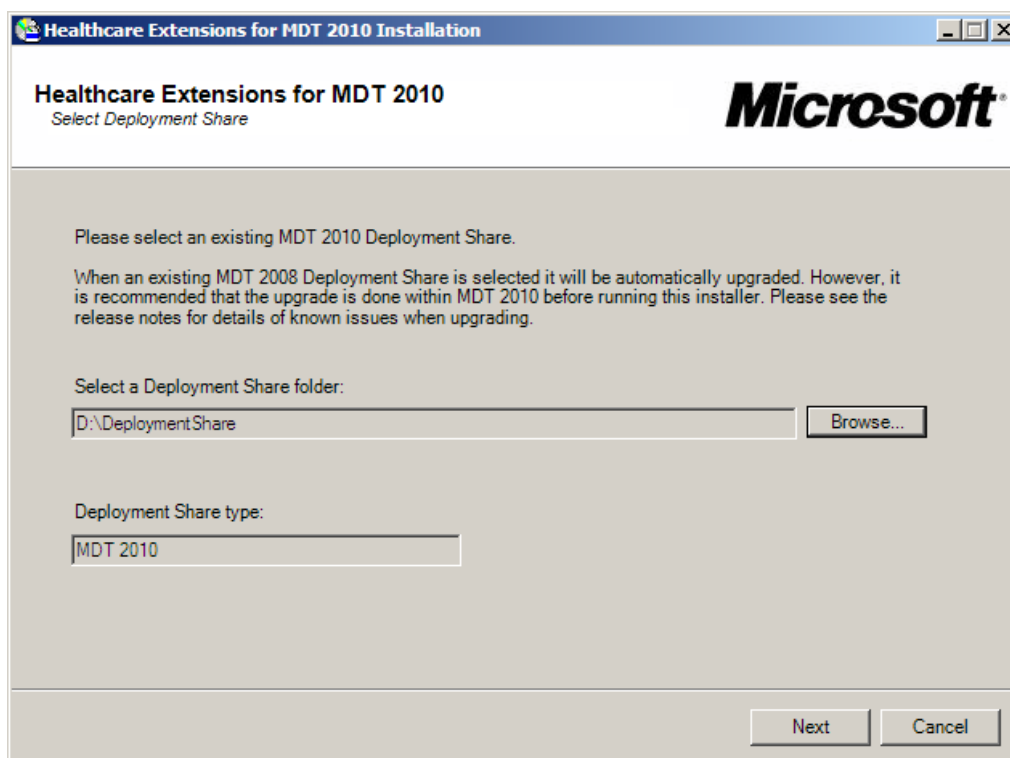 Healthcare Extensions for MDT 2010 Installation
Healthcare Extensions for MDT 2010
Select Deployment Share
Microsoft®
Please select an existing MDT 2010 Deployment Share.
When an existing MDT 2008 Deployment Share is selected it will be automatically upgraded. However, it
is recommended that the upgrade is done within MDT 2010 before running this installer. Please see the
release notes for details of known issues when upgrading.
Select a Deployment Share folder:
D:\DeploymentShare
Browse...
Deployment Share type:
MDT 2010
Next
Cancel